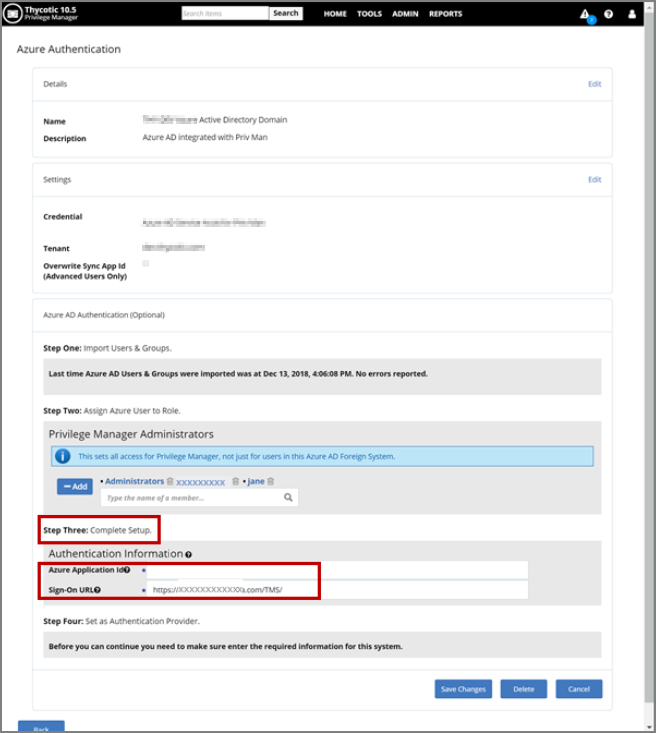 Thycotic 10.5
Privilege Manager
Search items
Search
HOME TOOLS ADMIN REPORTS
2
Azure Authentication
Details
Edit
Name
Active Directory Domain
Description
Azure AD integrated with Priv Man
Settings
Edit
Credential
Tenant
Overwrite Sync App Id
(Advanced Users Only)
Azure AD Authentication (Optional)
Step One: Import Users & Groups.
Last time Azure AD Users & Groups were imported was at Dec 13, 2018, 4:06:08 PM. No errors reported.
Step Two: Assign Azure User to Role.
Privilege Manager Administrators
This sets all access for Privilege Manager, not just for users in this Azure AD Foreign System.
Add
• Administrators XXXXXXXXX • jane
Type the name of a member...
Step Three: Complete Setup.
Authentication Information
Azure Application Id
Sign-On URL
https://XXXXXXXXXXXXa.com/TMS/
Step Four: Set as Authentication Provider.
Before you can continue you need to make sure enter the required information for this system.
Save Changes
Delete
Cancel
Back